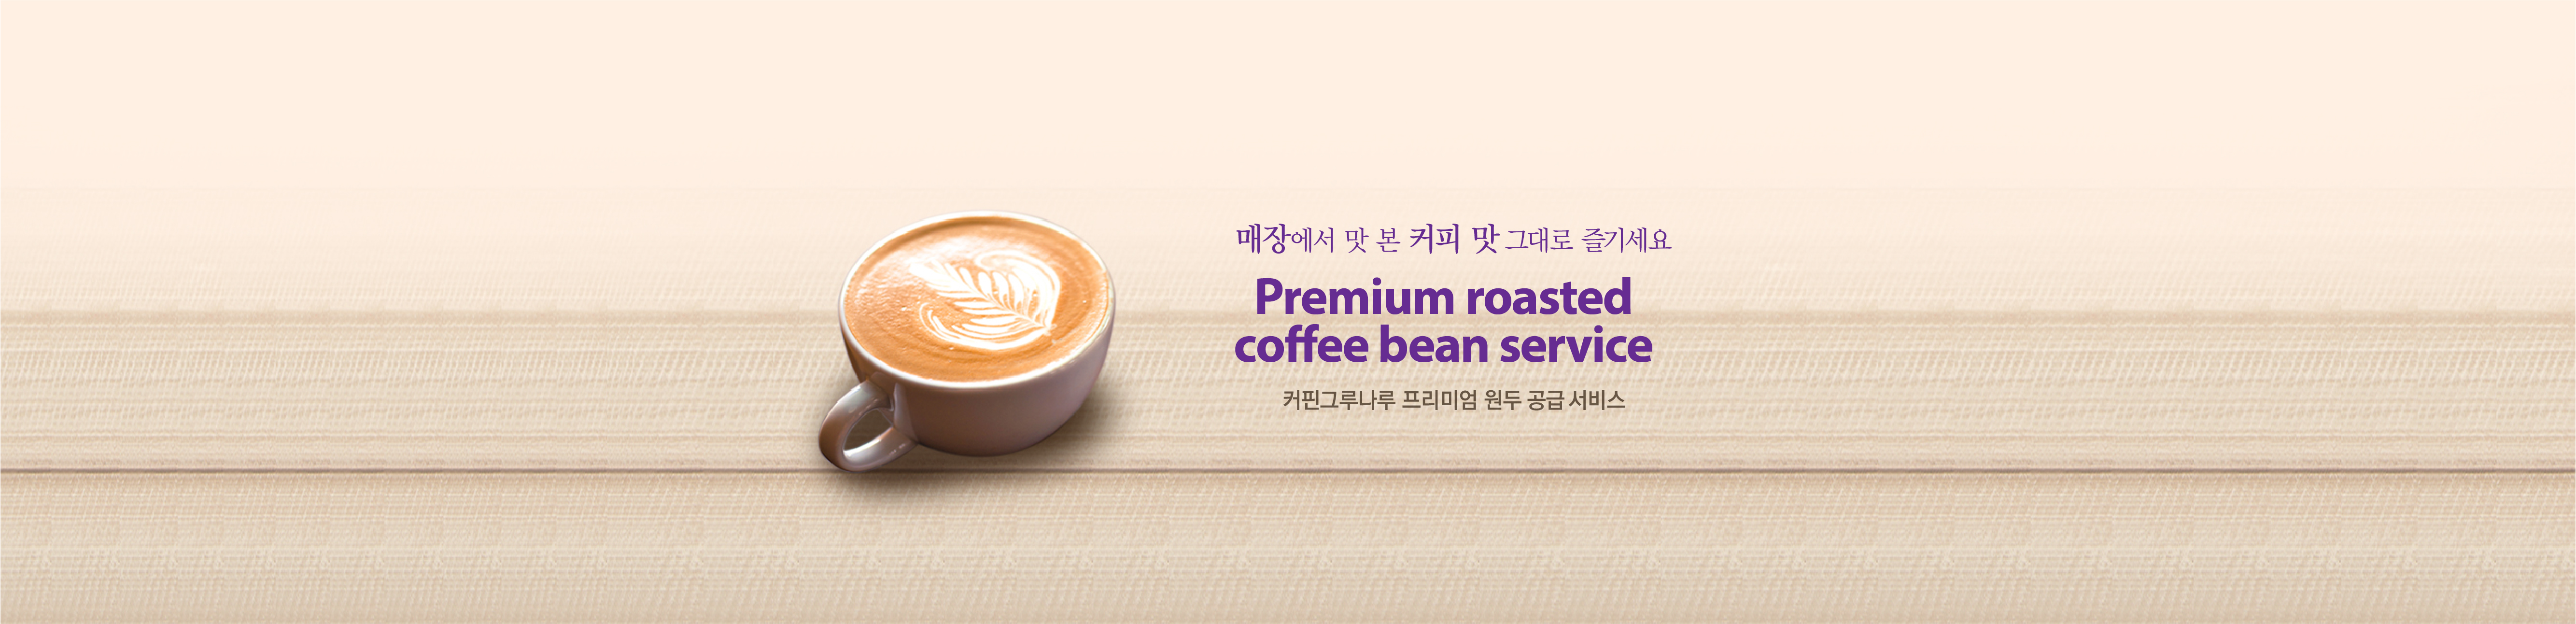 매장에서 맛 본 커피 맛 그대로 즐기세요
Premium roasted
coffee bean service
커핀그루나루 프리미엄 원두 공급 서비스